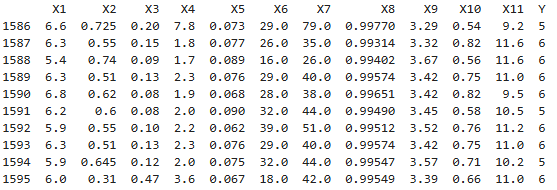 X1 X2 X3 X4 X5 X6 X7 X8 X9 X10 X11 Y
1586 6.6 0.725 0.20 7.8 0.073 29.0 79.0 0.99770 3.29 0.54 9.2 5
1587 6.3 0.55 0.15 1.8 0.077 26.0 35.0 0.99314 3.32 0.82 11.6 6
1588 5.4 0.74 0.09 1.7 0.089 16.0 26.0 0.99402 3.67 0.56 11.6 6
1589 6.3 0.51 0.13 2.3 0.076 29.0 40.0 0.99574 3.42 0.75 11.0 6
1590 6.8 0.62 0.08 1.9 0.068 28.0 38.0 0.99651 3.42 0.82 9.5 6
1591 6.2 0.6 0.08 2.0 0.090 32.0 44.0 0.99490 3.45 0.58 10.5 5
1592 5.9 0.55 0.10 2.2 0.062 39.0 51.0 0.99512 3.52 0.76 11.2 6
1593 6.3 0.51 0.13 2.3 0.076 29.0 40.0 0.99574 3.42 0.75 11.0 6
1594 5.9 0.645 0.12 2.0 0.075 32.0 44.0 0.99547 3.57 0.71 10.2 5
1595 6.0 0.31 0.47 3.6 0.067 18.0 42.0 0.99549 3.39 0.66 11.0 6